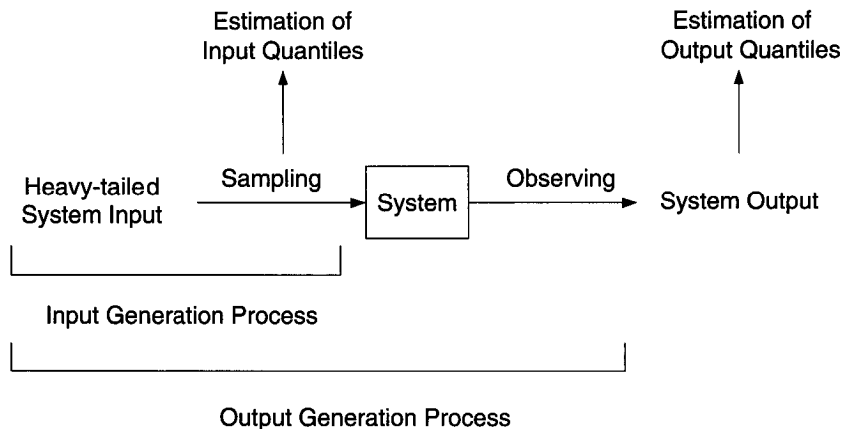 Estimation of
Input Quantiles
Estimation of
Output Quantiles
Heavy-tailed
System Input
Sampling
System
Observing
System Output
Input Generation Process
Output Generation Process